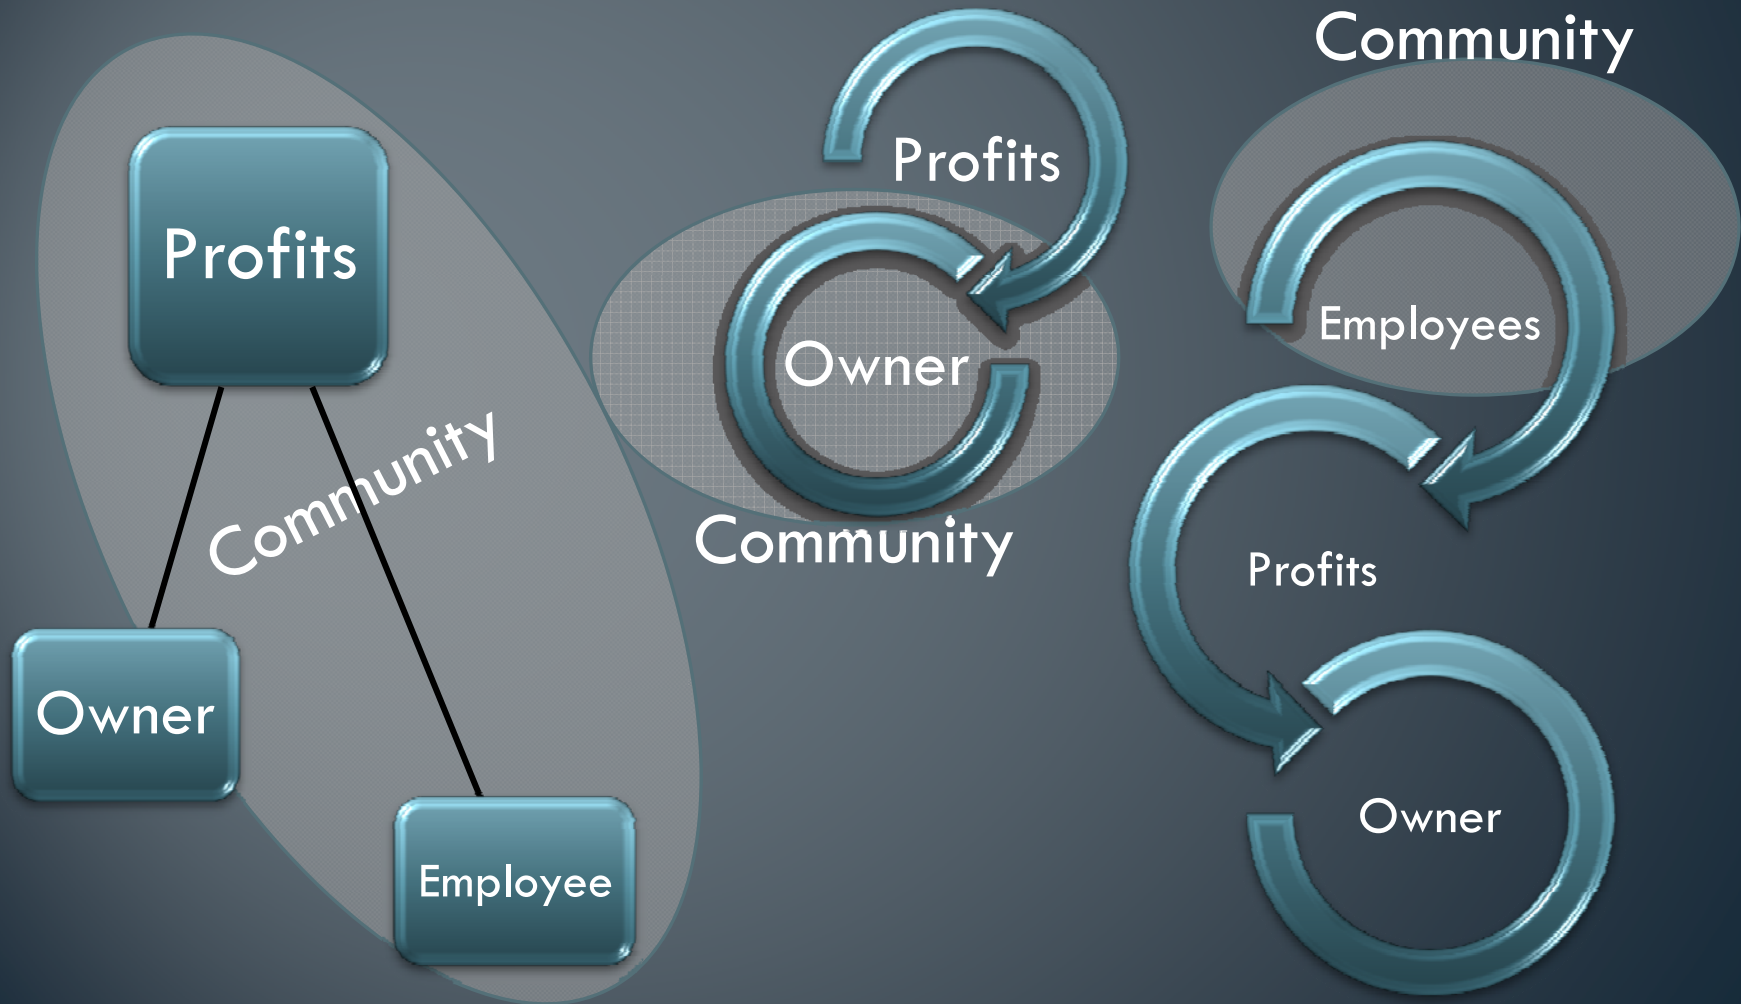 Profits
Community
Owner
Employee
Profits
Owner
Community
Community
Employees
Profits
Owner